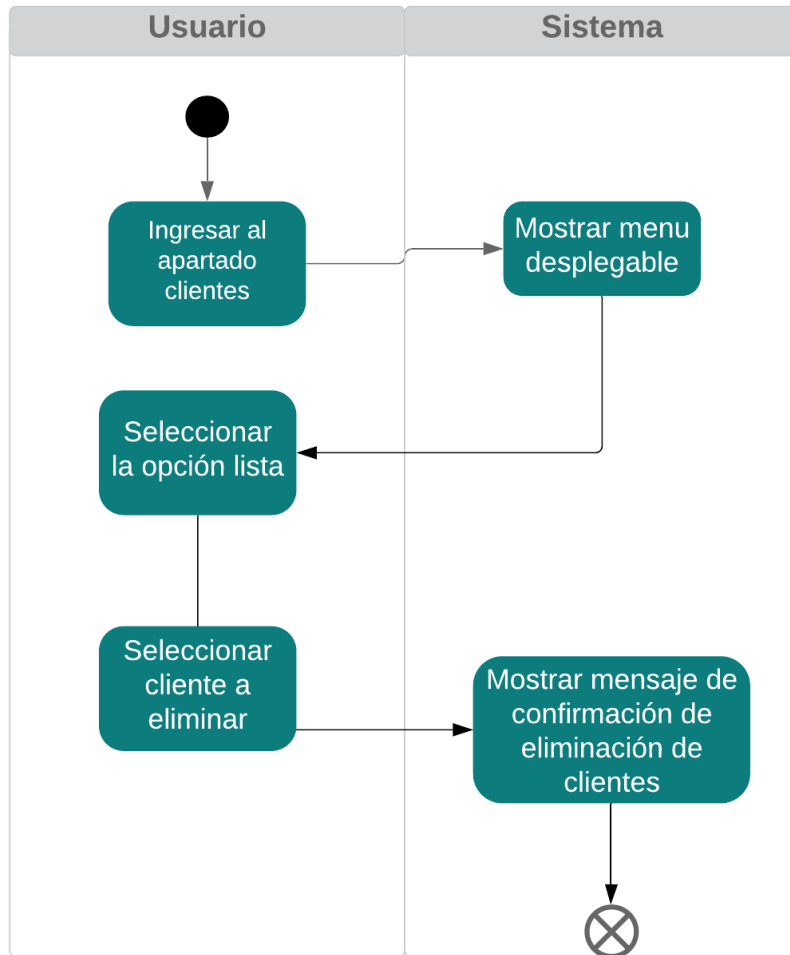 Usuario
Sistema
Ingresar al
apartado
clientes
Mostrar menu
desplegable
Seleccionar
la opción lista
Seleccionar
cliente a
eliminar
Mostrar mensaje de
confirmación de
eliminación de
clientes